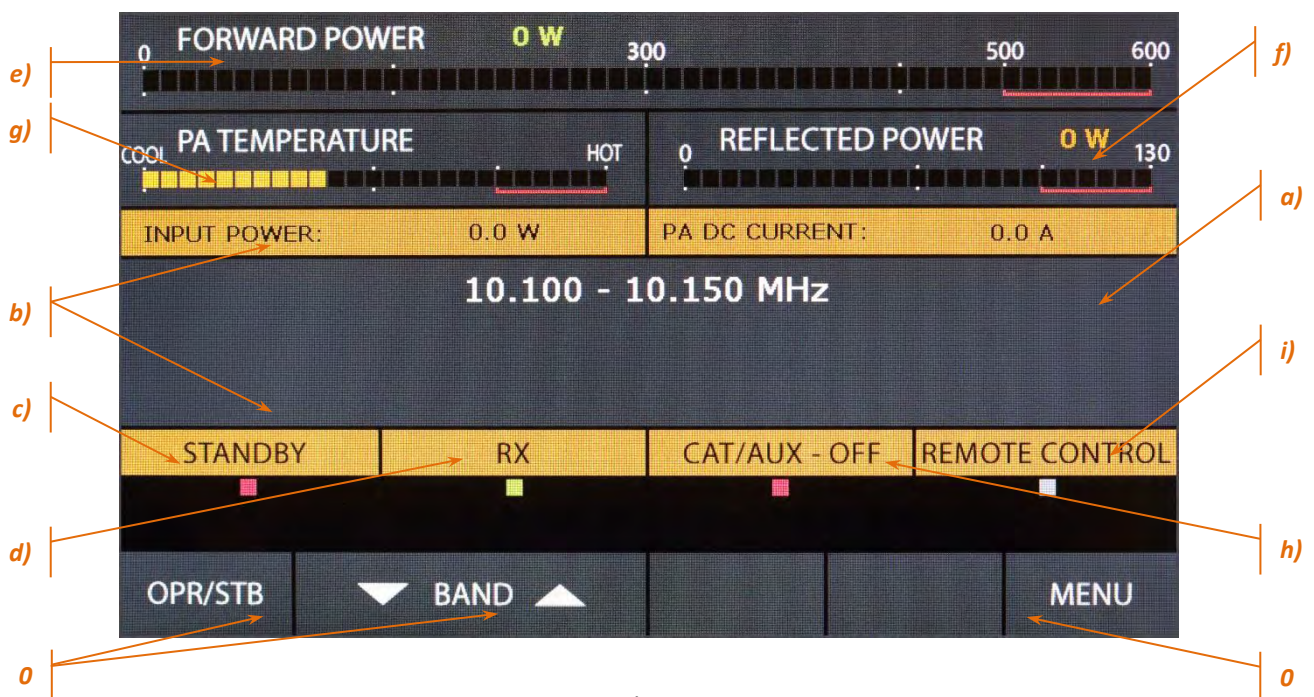 FORWARD POWER 0 W
0 300 500 600
e)
f)
g)
PA TEMPERATURE
COOL HOT
REFLECTED POWER 0 W
0 130
a)
INPUT POWER: 0.0 W
PA DC CURRENT: 0.0 A
10.100 - 10.150 MHz
b)
i)
c)
STANDBY RX CAT/AUX - OFF REMOTE CONTROL
d)
h)
OPR/STB BAND MENU
0
0